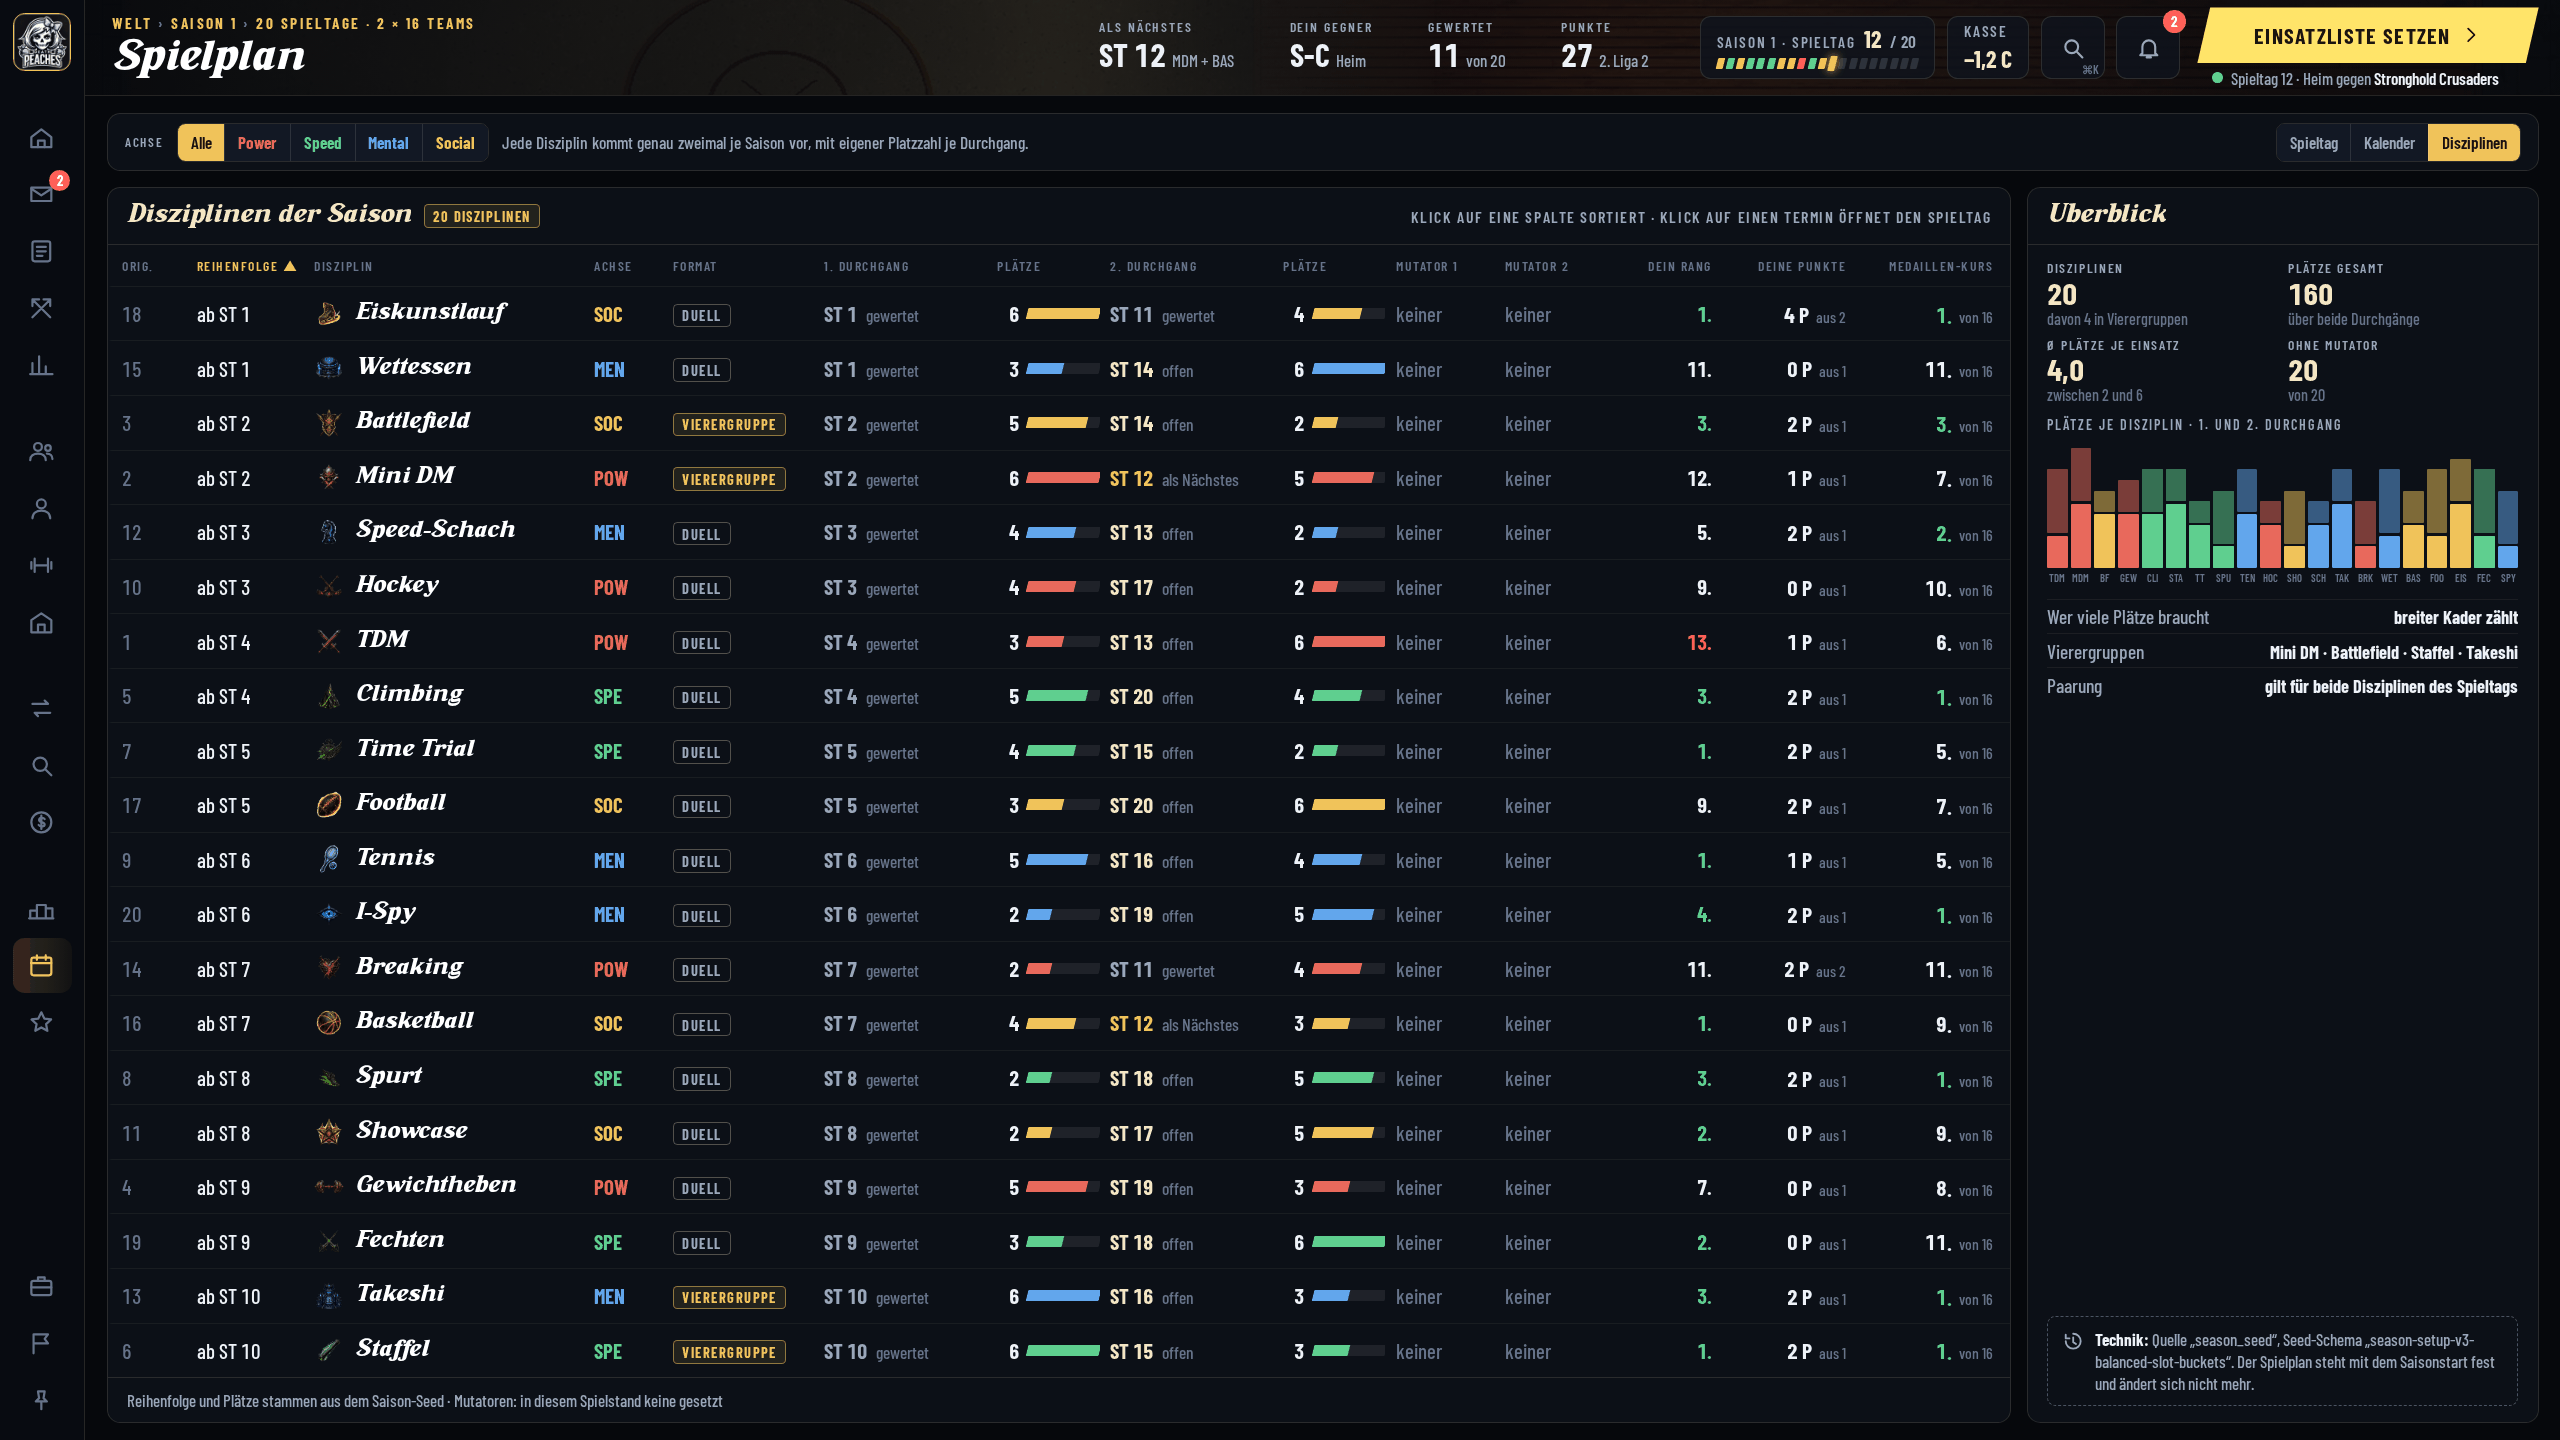 PEACHES
WELT › SAISON 1 › 20 SPIELTAGE · 2 × 16 TEAMS
Spielplan
ALS NÄCHSTES
ST 12 MDM + BAS
DEIN GEGNER
S-C Heim
GEWERTET
11 von 20
PUNKTE
27 2. Liga 2
SAISON 1 · SPIELTAG 12 / 20
KASSE
−1,2 C
⌘K
2
EINSATZLISTE SETZEN
Spieltag 12 · Heim gegen Stronghold Crusaders
2
ACHSE Alle Power Speed Mental Social Jede Disziplin kommt genau zweimal je Saison vor, mit eigener Platzzahl je Durchgang.
Spieltag Kalender Disziplinen
Disziplinen der Saison 20 DISZIPLINEN
KLICK AUF EINE SPALTE SORTIERT · KLICK AUF EINEN TERMIN ÖFFNET DEN SPIELTAG
ORIG. REIHENFOLGE ▲ DISZIPLIN ACHSE FORMAT 1. DURCHGANG PLÄTZE 2. DURCHGANG PLÄTZE MUTATOR 1 MUTATOR 2 DEIN RANG DEINE PUNKTE MEDAILLEN-KURS
18 ab ST 1 Eiskunstlauf SOC DUELL ST 1 gewertet 6 ST 11 gewertet 4 keiner keiner 1. 4 P aus 2 1. von 16
15 ab ST 1 Wettessen MEN DUELL ST 1 gewertet 3 ST 14 offen 6 keiner keiner 11. 0 P aus 1 11. von 16
3 ab ST 2 Battlefield SOC VIERERGRUPPE ST 2 gewertet 5 ST 14 offen 2 keiner keiner 3. 2 P aus 1 3. von 16
2 ab ST 2 Mini DM POW VIERERGRUPPE ST 2 gewertet 6 ST 12 als Nächstes 5 keiner keiner 12. 1 P aus 1 7. von 16
12 ab ST 3 Speed-Schach MEN DUELL ST 3 gewertet 4 ST 13 offen 2 keiner keiner 5. 2 P aus 1 2. von 16
10 ab ST 3 Hockey POW DUELL ST 3 gewertet 4 ST 17 offen 2 keiner keiner 9. 0 P aus 1 10. von 16
1 ab ST 4 TDM POW DUELL ST 4 gewertet 3 ST 13 offen 6 keiner keiner 13. 1 P aus 1 6. von 16
5 ab ST 4 Climbing SPE DUELL ST 4 gewertet 5 ST 20 offen 4 keiner keiner 3. 2 P aus 1 1. von 16
7 ab ST 5 Time Trial SPE DUELL ST 5 gewertet 4 ST 15 offen 2 keiner keiner 1. 2 P aus 1 5. von 16
17 ab ST 5 Football SOC DUELL ST 5 gewertet 3 ST 20 offen 6 keiner keiner 9. 2 P aus 1 7. von 16
9 ab ST 6 Tennis MEN DUELL ST 6 gewertet 5 ST 16 offen 4 keiner keiner 1. 1 P aus 1 5. von 16
20 ab ST 6 I-Spy MEN DUELL ST 6 gewertet 2 ST 19 offen 5 keiner keiner 4. 2 P aus 1 1. von 16
14 ab ST 7 Breaking POW DUELL ST 7 gewertet 2 ST 11 gewertet 4 keiner keiner 11. 2 P aus 2 11. von 16
16 ab ST 7 Basketball SOC DUELL ST 7 gewertet 4 ST 12 als Nächstes 3 keiner keiner 1. 0 P aus 1 9. von 16
8 ab ST 8 Spurt SPE DUELL ST 8 gewertet 2 ST 18 offen 5 keiner keiner 3. 2 P aus 1 1. von 16
11 ab ST 8 Showcase SOC DUELL ST 8 gewertet 2 ST 17 offen 5 keiner keiner 2. 0 P aus 1 9. von 16
4 ab ST 9 Gewichtheben POW DUELL ST 9 gewertet 5 ST 19 offen 3 keiner keiner 7. 0 P aus 1 8. von 16
19 ab ST 9 Fechten SPE DUELL ST 9 gewertet 3 ST 18 offen 6 keiner keiner 2. 0 P aus 1 11. von 16
13 ab ST 10 Takeshi MEN VIERERGRUPPE ST 10 gewertet 6 ST 16 offen 3 keiner keiner 3. 2 P aus 1 1. von 16
6 ab ST 10 Staffel SPE VIERERGRUPPE ST 10 gewertet 6 ST 15 offen 3 keiner keiner 1. 2 P aus 1 1. von 16
Reihenfolge und Plätze stammen aus dem Saison-Seed · Mutatoren: in diesem Spielstand keine gesetzt
Überblick
DISZIPLINEN PLÄTZE GESAMT
20 160
davon 4 in Vierergruppen über beide Durchgänge
Ø PLÄTZE JE EINSATZ OHNE MUTATOR
4,0 20
zwischen 2 und 6 von 20
PLÄTZE JE DISZIPLIN · 1. UND 2. DURCHGANG
TDM MDM BF GEW CLI STA TT SPU TEN HOC SHO SCH TAK BRK WET BAS FOO EIS FEC SPY
Wer viele Plätze braucht breiter Kader zählt
Vierergruppen Mini DM · Battlefield · Staffel · Takeshi
Paarung gilt für beide Disziplinen des Spieltags
Technik: Quelle „season_seed“, Seed-Schema „season-setup-v3-
balanced-slot-buckets“. Der Spielplan steht mit dem Saisonstart fest
und ändert sich nicht mehr.